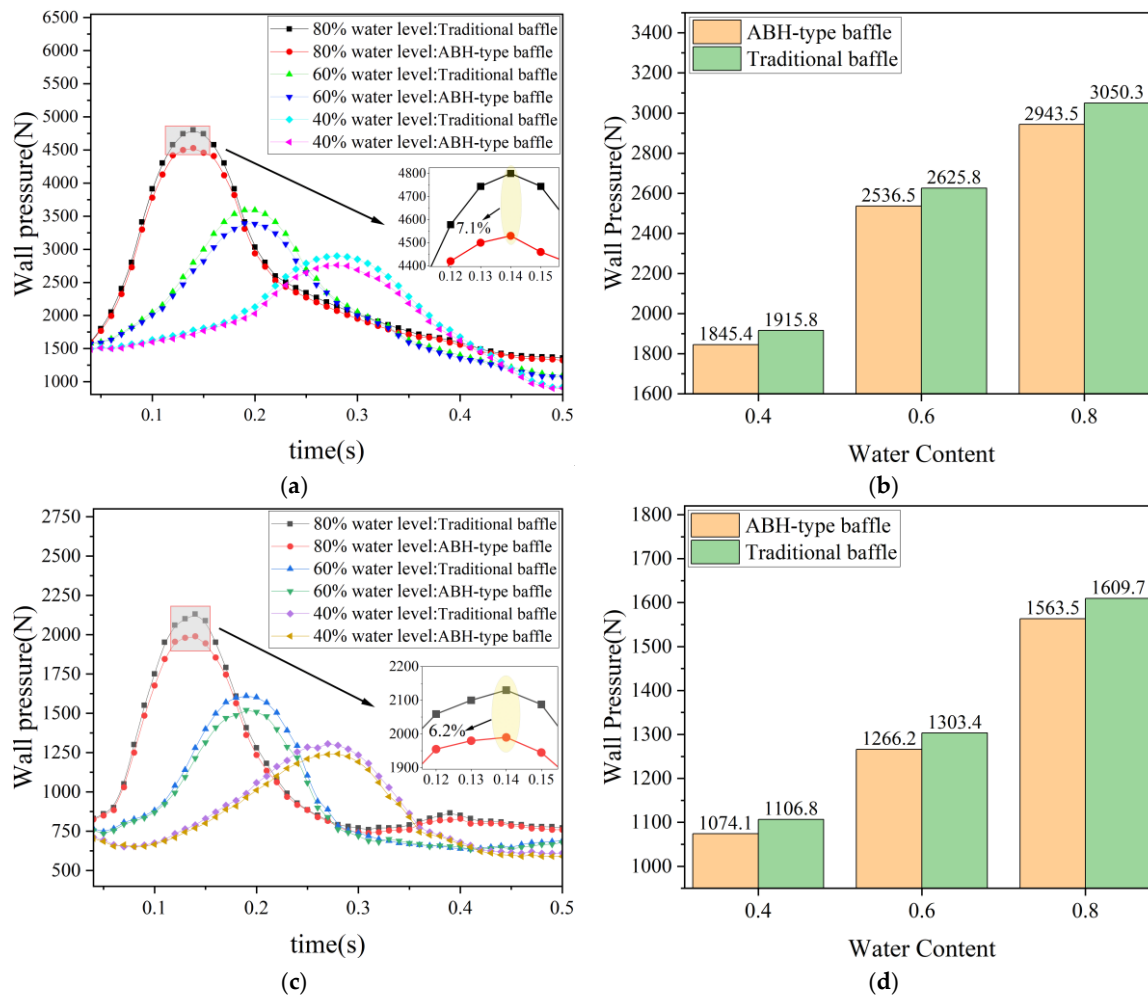 6500
6000
5500
5000
4500
4000
3500
3000
2500
2000
1500
1000
Wall pressure(N)
80% water level:Traditional baffle
80% water level:ABH-type baffle
60% water level:Traditional baffle
60% water level:ABH-type baffle
40% water level:Traditional baffle
40% water level:ABH-type baffle
4800
4700
4600
4500
4400
7.1%
0.12 0.13 0.14 0.15
0.1 0.2 0.3 0.4 0.5
time(s)
(a)
3400
3200
3000
2800
2600
2400
2200
2000
1800
1600
Wall Pressure(N)
ABH-type baffle
Traditional baffle
1845.4
1915.8
2536.5
2625.8
2943.5
3050.3
0.4 0.6 0.8
Water Content
(b)
2750
2500
2250
2000
1750
1500
1250
1000
750
500
Wall pressure(N)
80% water level:Traditional baffle
80% water level:ABH-type baffle
60% water level:Traditional baffle
60% water level:ABH-type baffle
40% water level:Traditional baffle
40% water level:ABH-type baffle
2200
2100
2000
1900
6.2%
0.12 0.13 0.14 0.15
0.1 0.2 0.3 0.4 0.5
time(s)
(c)
1800
1700
1600
1500
1400
1300
1200
1100
1000
Wall Pressure(N)
ABH-type baffle
Traditional baffle
1074.1
1106.8
1266.2
1303.4
1563.5
1609.7
0.4 0.6 0.8
Water Content
(d)